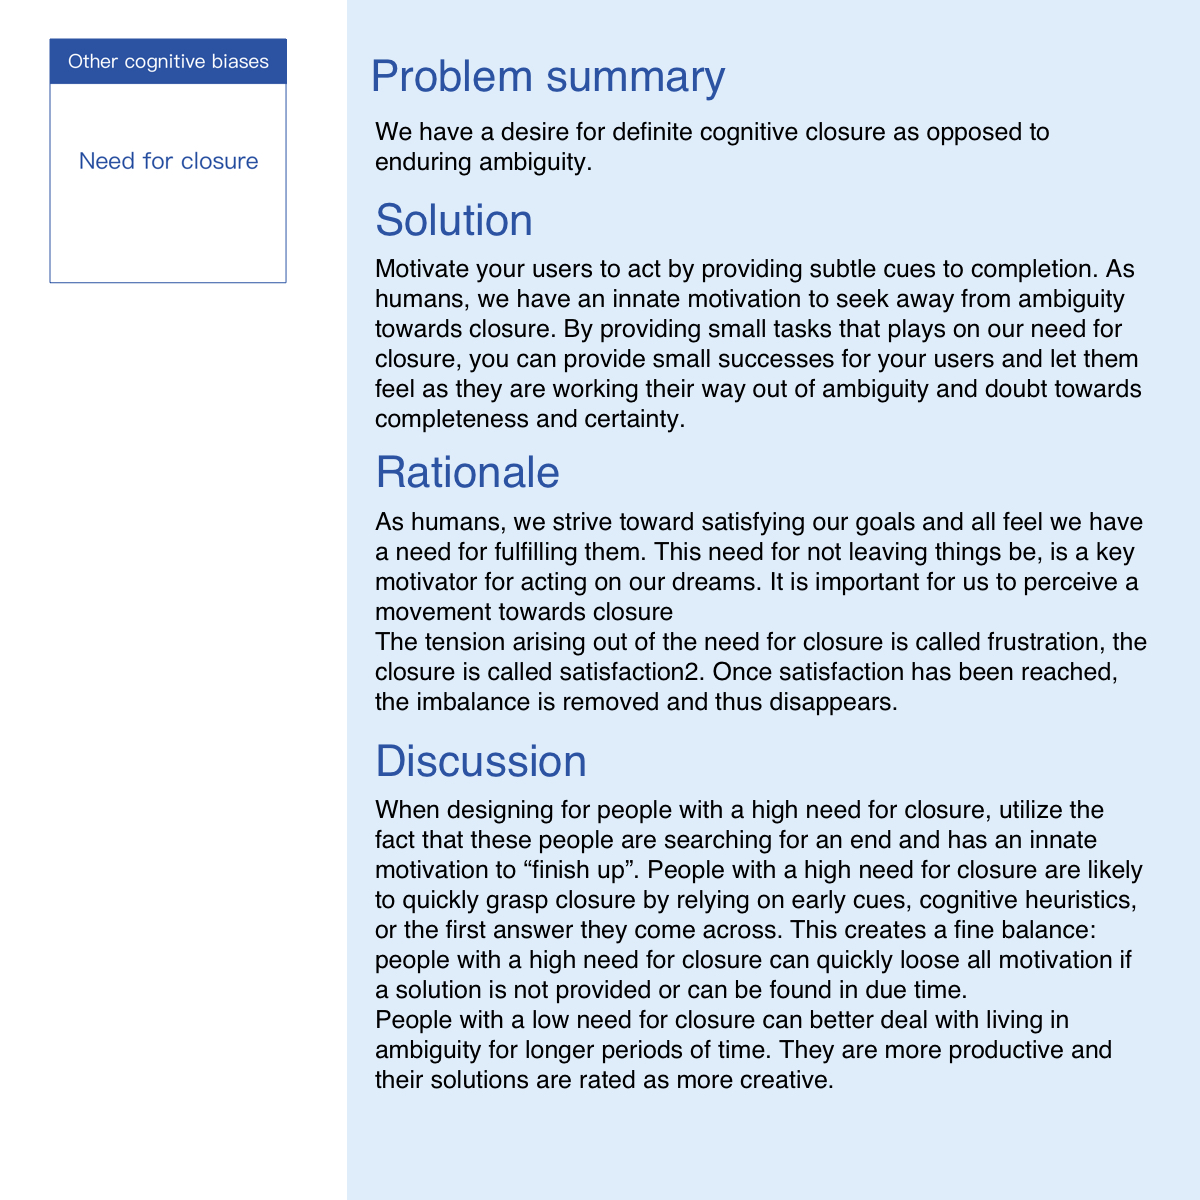 Other cognitive biases
Need for closure
Problem summary
We have a desire for definite cognitive closure as opposed to
enduring ambiguity.
Solution
Motivate your users to act by providing subtle cues to completion. As
humans, we have an innate motivation to seek away from ambiguity
towards closure. By providing small tasks that plays on our need for
closure, you can provide small successes for your users and let them
feel as they are working their way out of ambiguity and doubt towards
completeness and certainty.
Rationale
As humans, we strive toward satisfying our goals and all feel we have
a need for fulfilling them. This need for not leaving things be, is a key
motivator for acting on our dreams. It is important for us to perceive a
movement towards closure
The tension arising out of the need for closure is called frustration, the
closure is called satisfaction2. Once satisfaction has been reached,
the imbalance is removed and thus disappears.
Discussion
When designing for people with a high need for closure, utilize the
fact that these people are searching for an end and has an innate
motivation to “finish up”. People with a high need for closure are likely
to quickly grasp closure by relying on early cues, cognitive heuristics,
or the first answer they come across. This creates a fine balance:
people with a high need for closure can quickly loose all motivation if
a solution is not provided or can be found in due time.
People with a low need for closure can better deal with living in
ambiguity for longer periods of time. They are more productive and
their solutions are rated as more creative.